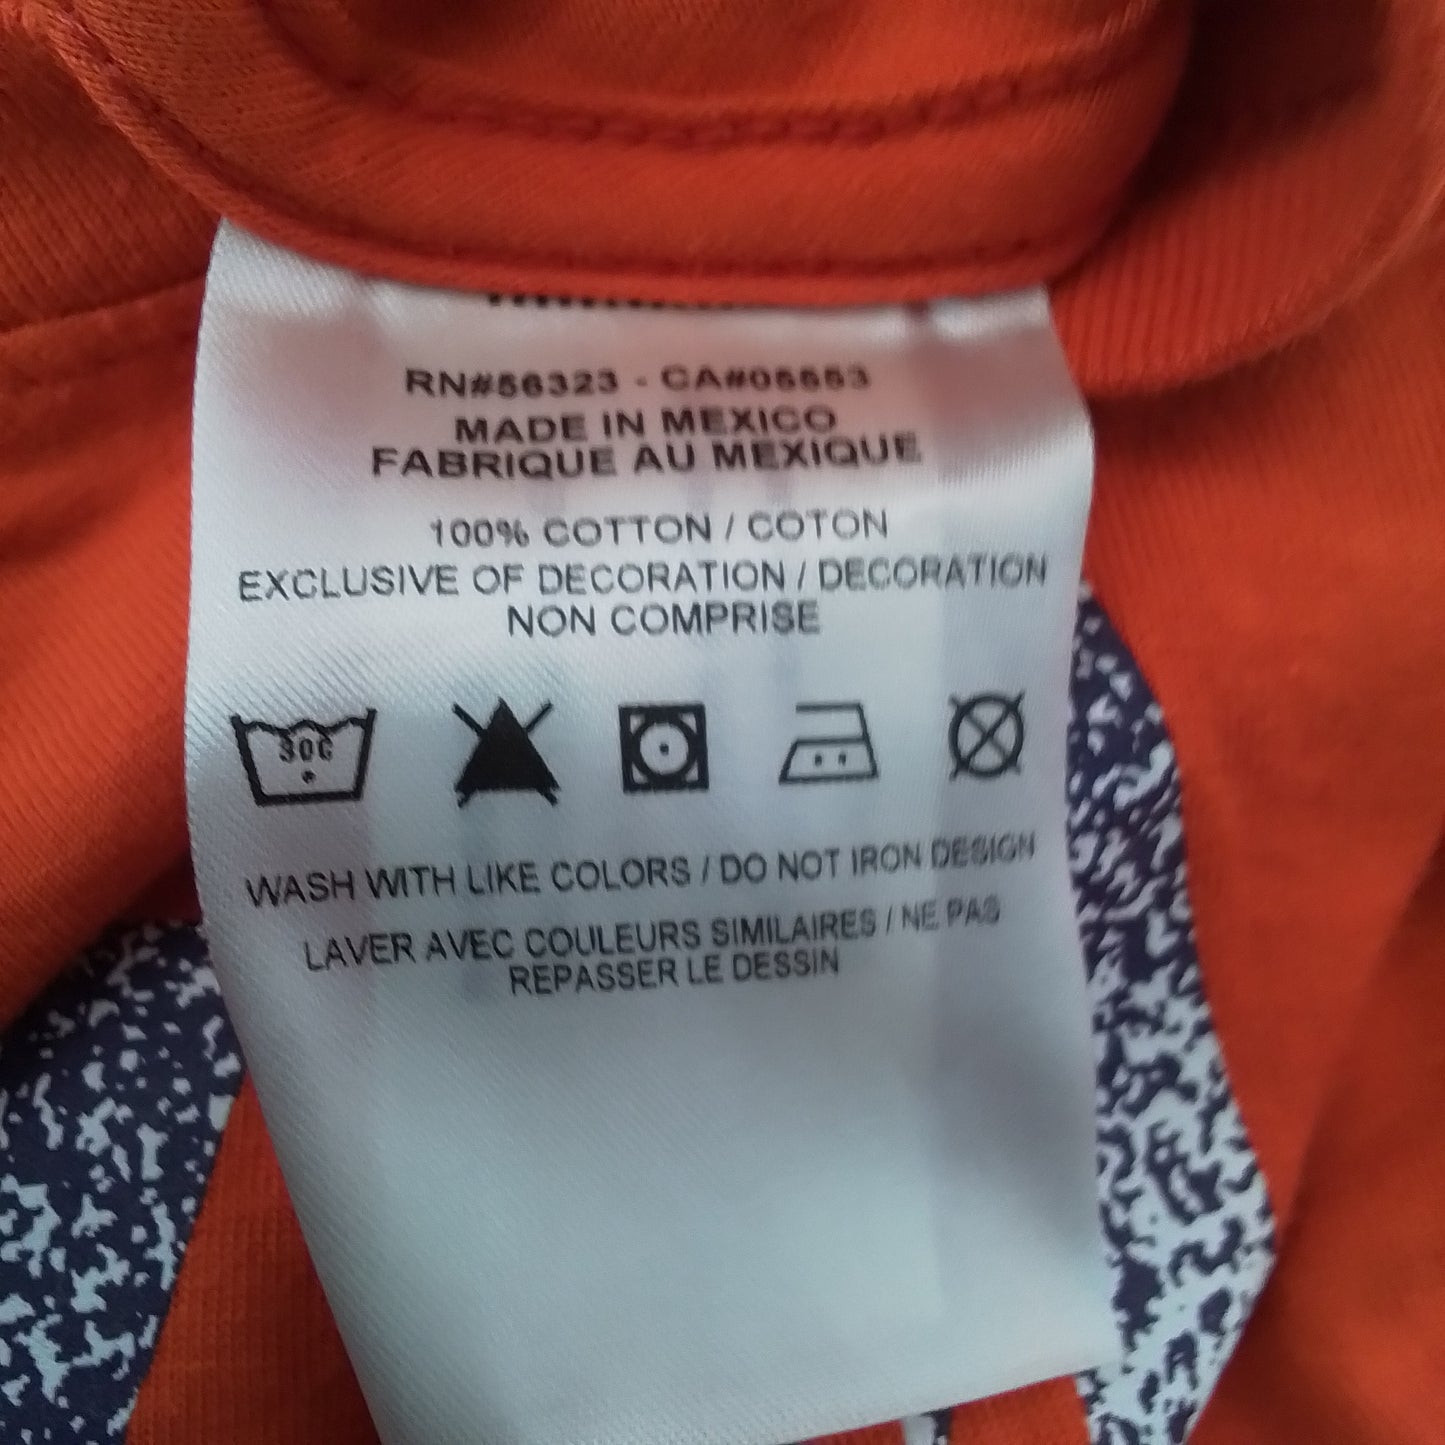 RN#56323 - CA#05553
MADE IN MEXICO
FABRIQUE AU MEXIQUE
100% COTTON / COTON
EXCLUSIVE OF DECORATION / DECORATION
NON COMPRISE
30C
WASH WITH LIKE COLORS / DO NOT IRON DESIGN
LAVER AVEC COULEURS SIMILAIRES / NE PAS
REPASSER LE DESSIN